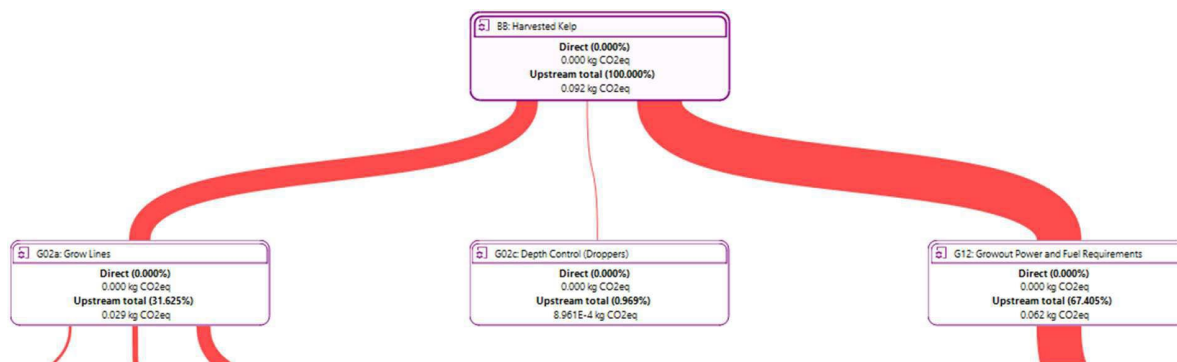 BB: Harvested Kelp
Direct (0.000%)
0.000 kg CO2eq
Upstream total (100.000%)
0.092 kg CO2eq
G02a: Grow Lines
Direct (0.000%)
0.000 kg CO2eq
Upstream total (31.625%)
0.029 kg CO2eq
G02c: Depth Control (Droppers)
Direct (0.000%)
0.000 kg CO2eq
Upstream total (0.969%)
8.961E-4 kg CO2eq
G12: Growout Power and Fuel Requirements
Direct (0.000%)
0.000 kg CO2eq
Upstream total (67.405%)
0.062 kg CO2eq